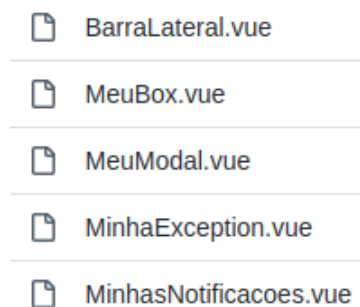 BarraLateral.vue
MeuBox.vue
MeuModal.vue
MinhaException.vue
MinhasNotificacoes.vue